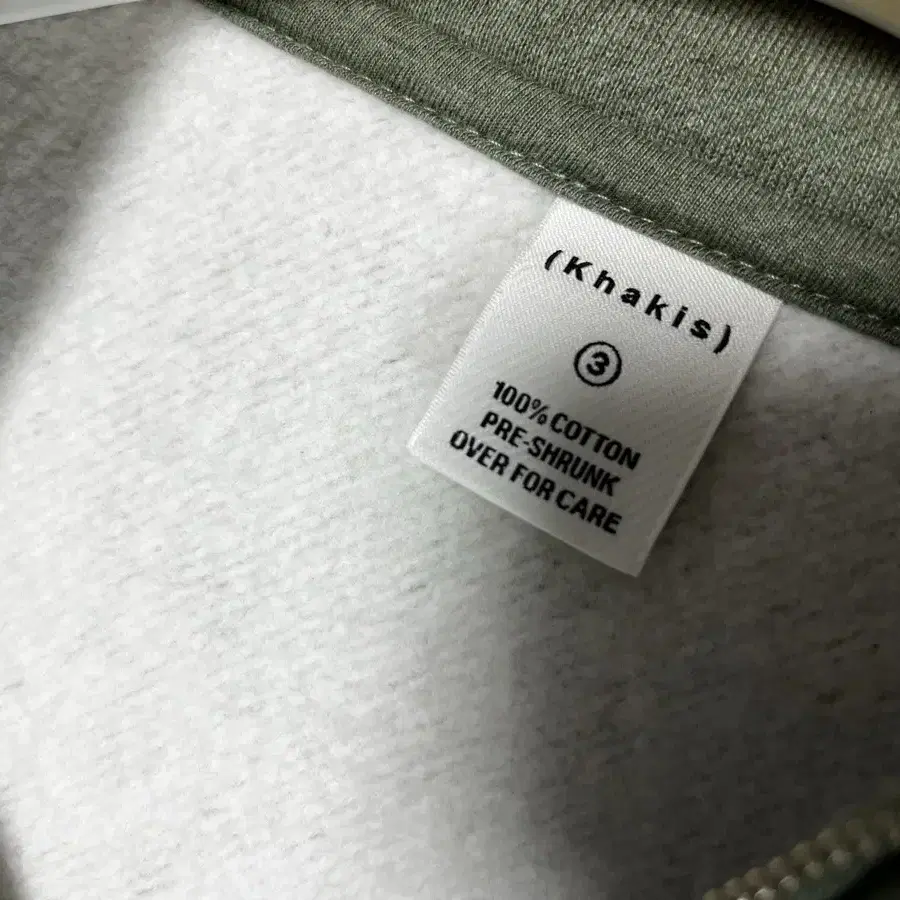 (Khakis)
3
100% COTTON
PRE-SHRUNK
OVER FOR CARE